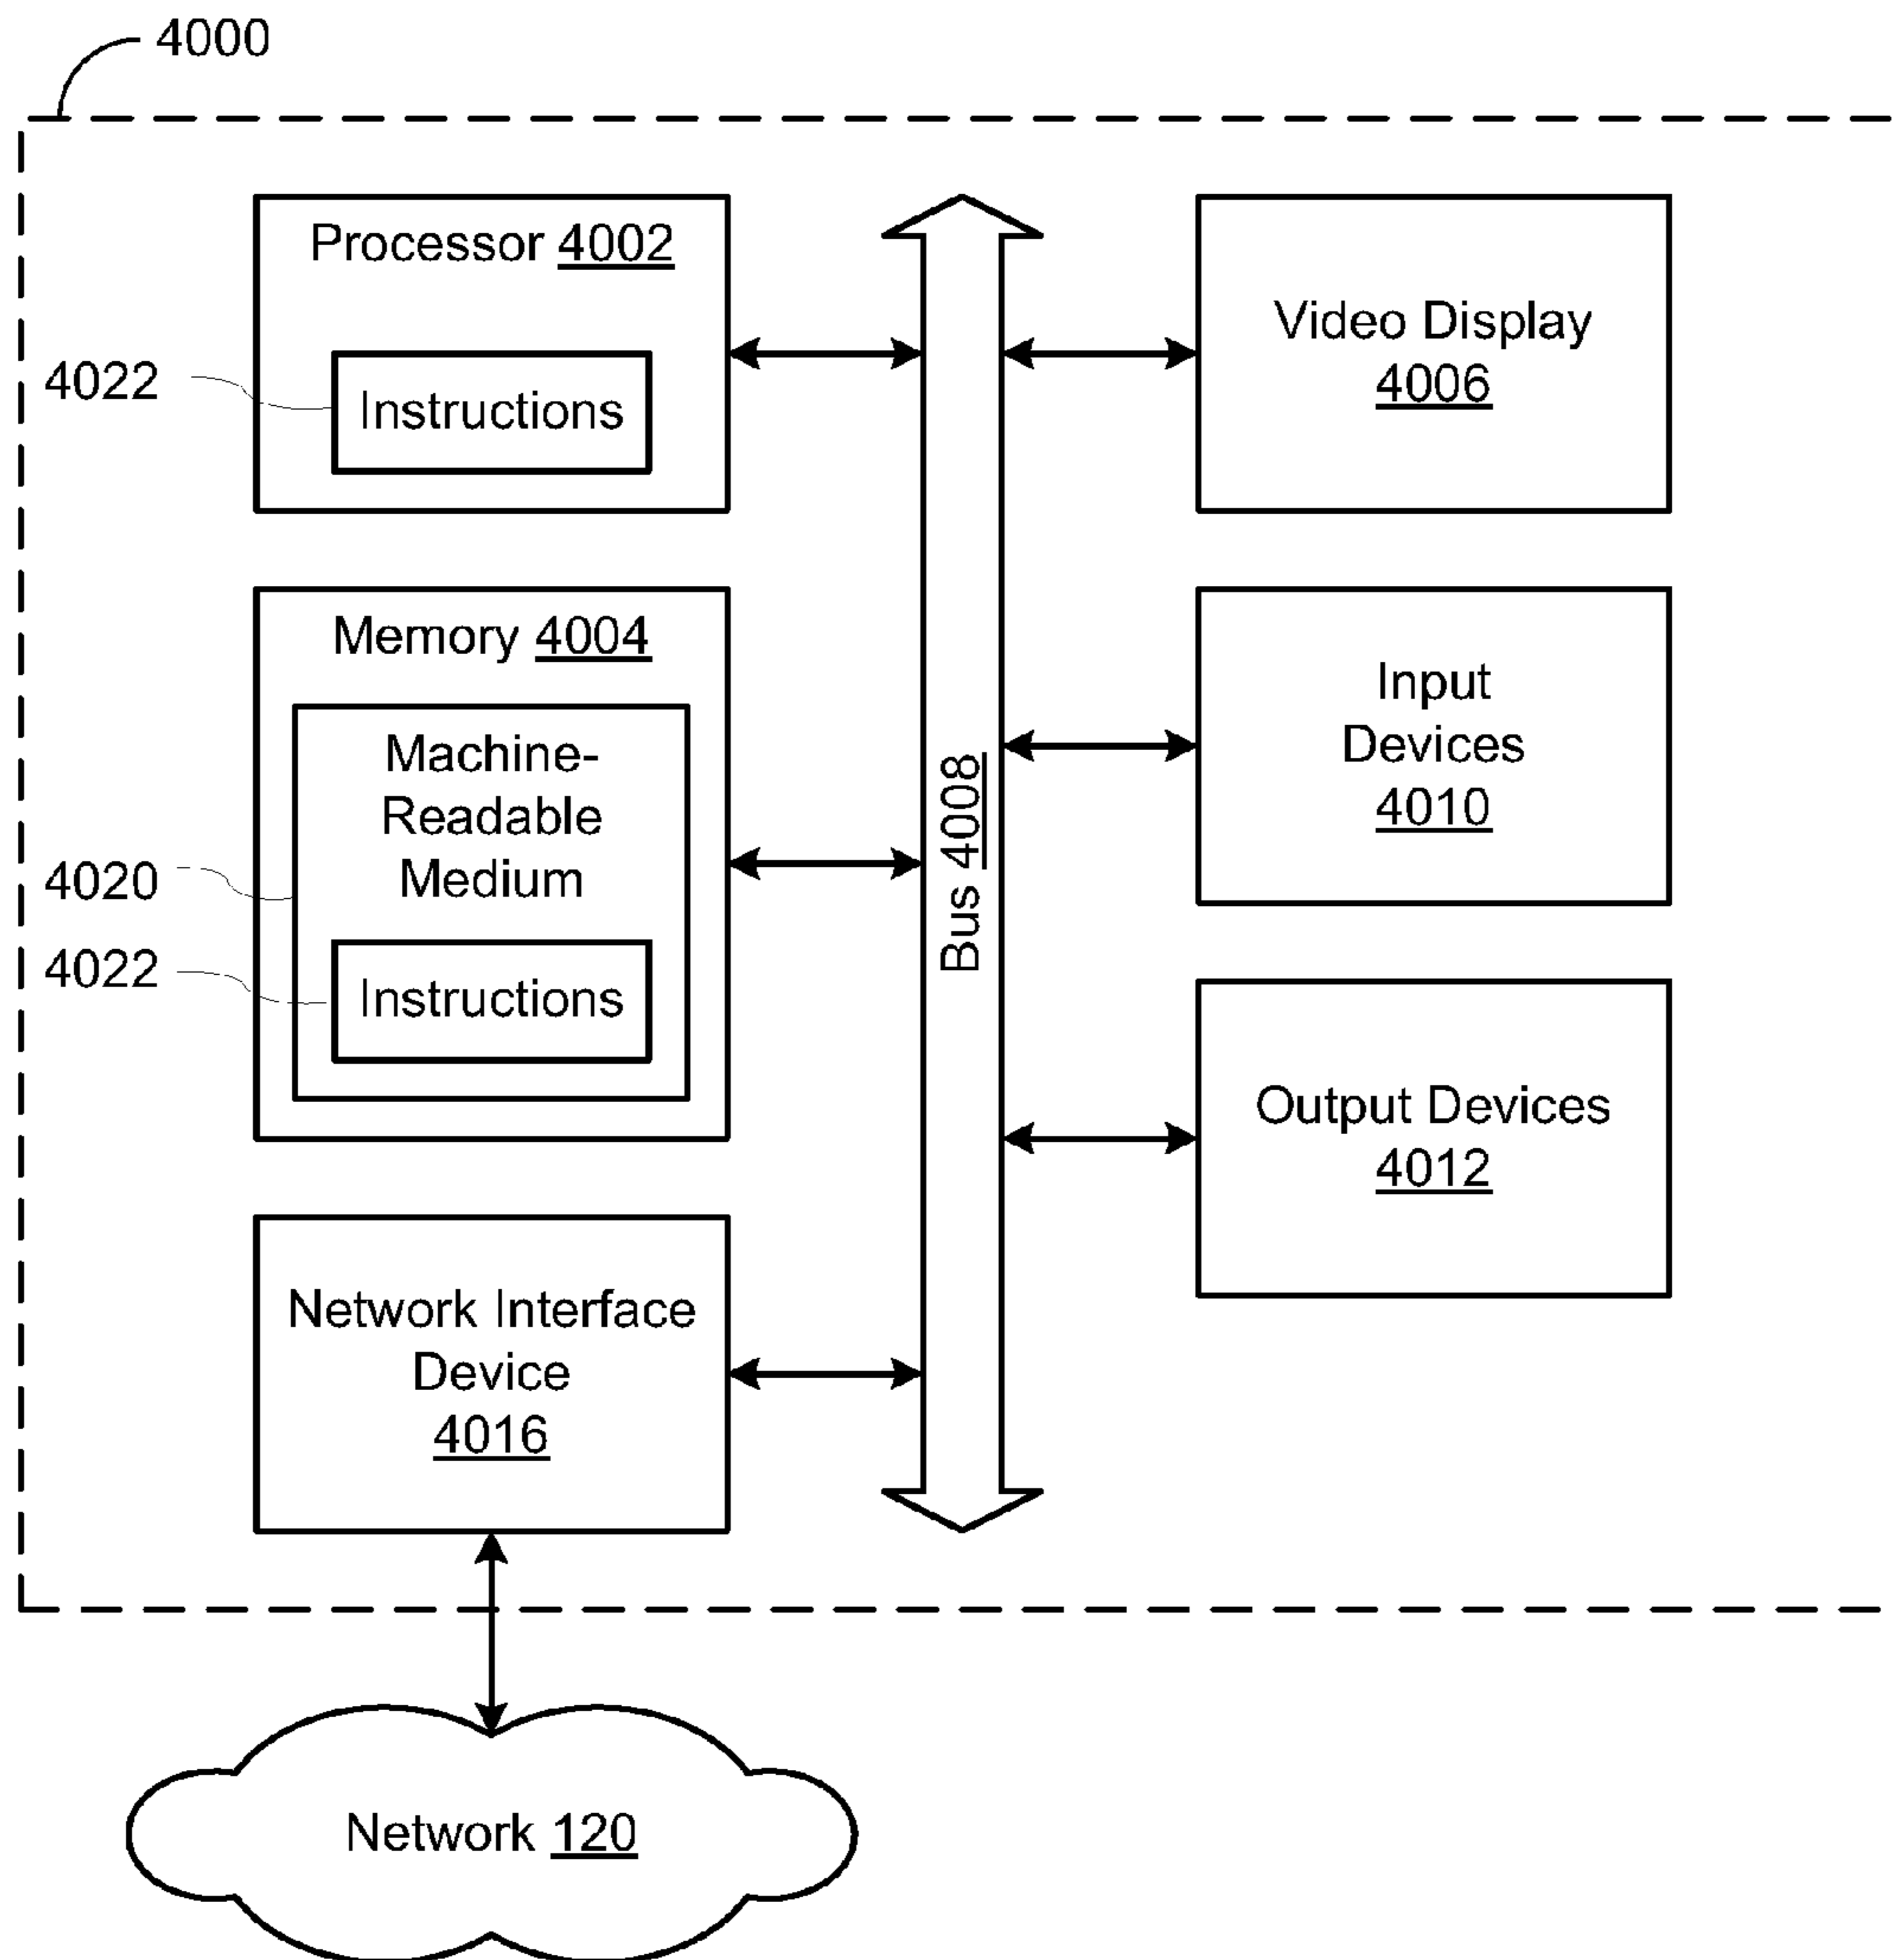 4000
Processor 4002
4022
Instructions
Memory 4004
Machine-
Readable
Medium
4020
4022
Instructions
Network Interface
Device
4016
Bus 4008
Video Display
4006
Input
Devices
4010
Output Devices
4012
Network 120